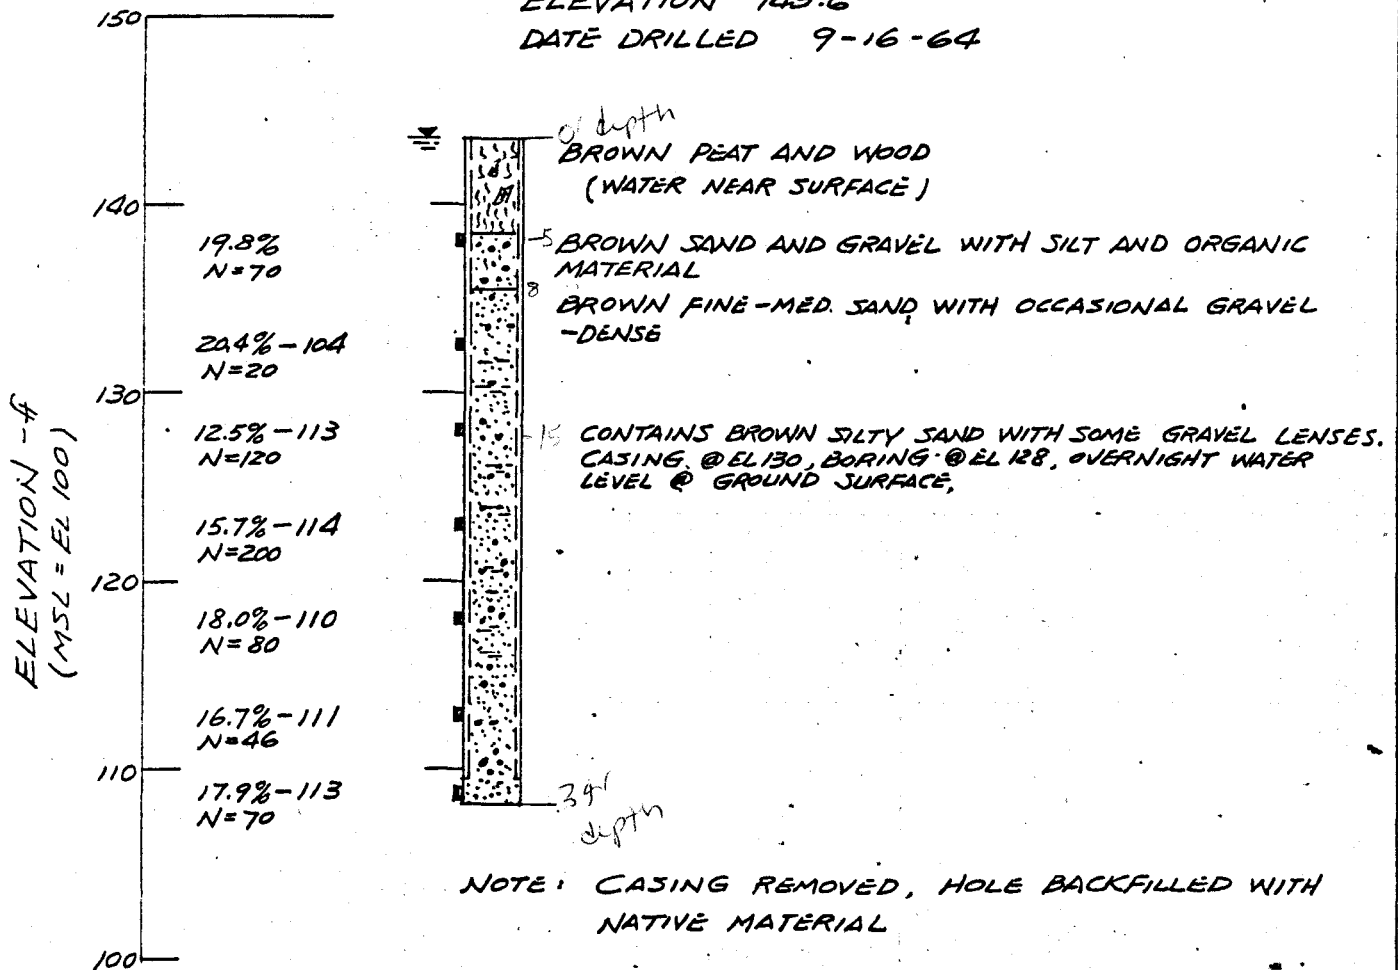 150
ELEVATION 143.6
DATE DRILLED 9-16-64
0' depth
BROWN PEAT AND WOOD
(WATER NEAR SURFACE)
140
19.8%
N=70
5 BROWN SAND AND GRAVEL WITH SILT AND ORGANIC
MATERIAL
8
BROWN FINE-MED. SAND WITH OCCASIONAL GRAVEL
-DENSE
20.4%-104
N=20
130
12.5%-113
N=120
15 CONTAINS BROWN SILTY SAND WITH SOME GRAVEL LENSES.
CASING @ EL 130, BORING @ EL 128, OVERNIGHT WATER
LEVEL @ GROUND SURFACE,
15.7%-114
N=200
ELEVATION - ft
(MSL = EL 100)
120
18.0%-110
N=80
16.7%-111
N=46
110
17.9%-113
N=70
depth
NOTE: CASING REMOVED, HOLE BACKFILLED WITH
NATIVE MATERIAL
100